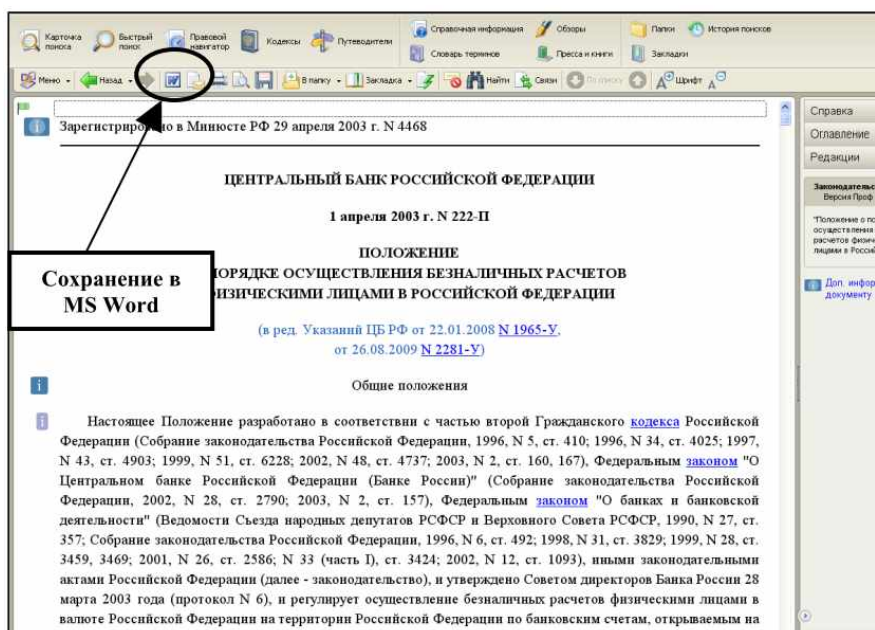 Карточка поиска
Быстрый поиск
Правовой навигатор
Кодексы
Путеводители
Справочная информация
Словарь терминов
Обзоры
Пресса и книги
Папки
Закладки
История поисков
Меню
Назад
В папку
Закладка
Найти
Связи
По списку
Шрифт
Справка
Оглавление
Редакции
Зарегистрировано в Минюсте РФ 29 апреля 2003 г. N 4468
ЦЕНТРАЛЬНЫЙ БАНК РОССИЙСКОЙ ФЕДЕРАЦИИ
1 апреля 2003 г. N 222-П
ПОЛОЖЕНИЕ
ПОРЯДКЕ ОСУЩЕСТВЛЕНИЯ БЕЗНАЛИЧНЫХ РАСЧЕТОВ
ФИЗИЧЕСКИМИ ЛИЦАМИ В РОССИЙСКОЙ ФЕДЕРАЦИИ
Сохранение в
MS Word
(в ред. Указаний ЦБ РФ от 22.01.2008 N 1965-У,
от 26.08.2009 N 2281-У)
Общие положения
Настоящее Положение разработано в соответствии с частью второй Гражданского кодекса Российской
Федерации (Собрание законодательства Российской Федерации, 1996, N 5, ст. 410; 1996, N 34, ст. 4025; 1997,
N 43, ст. 4903; 1999, N 51, ст. 6228; 2002, N 48, ст. 4737; 2003, N 2, ст. 160, 167), Федеральным законом "О
Центральном банке Российской Федерации (Банке России)" (Собрание законодательства Российской
Федерации, 2002, N 28, ст. 2790; 2003, N 2, ст. 157), Федеральным законом "О банках и банковской
деятельности" (Ведомости Съезда народных депутатов РСФСР и Верховного Совета РСФСР, 1990, N 27, ст.
357; Собрание законодательства Российской Федерации, 1996, N 6, ст. 492; 1998, N 31, ст. 3829; 1999, N 28, ст.
3459, 3469; 2001, N 26, ст. 2586; N 33 (часть I), ст. 3424; 2002, N 12, ст. 1093), иными законодательными
актами Российской Федерации (далее - законодательство), и утверждено Советом директоров Банка России 28
марта 2003 года (протокол N 6), и регулирует осуществление безналичных расчетов физическими лицами в
валюте Российской Федерации на территории Российской Федерации по банковским счетам, открываемым на
Законодательс
Версия Проф
"Положение о по
осуществления
расчетов физич
лицами в Россий
Доп. инфор
документу